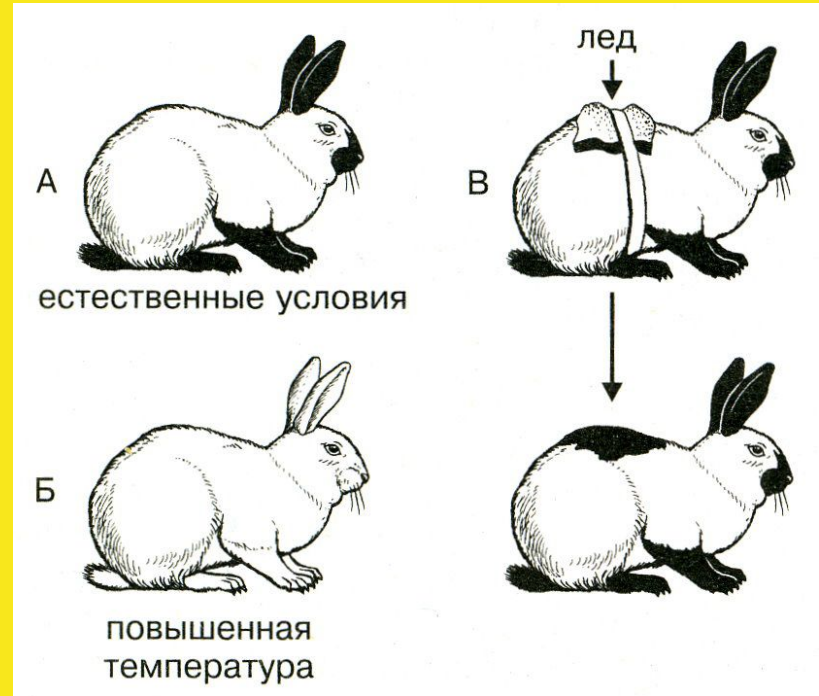 А
естественные условия
Б
повышенная
температура
лед
В